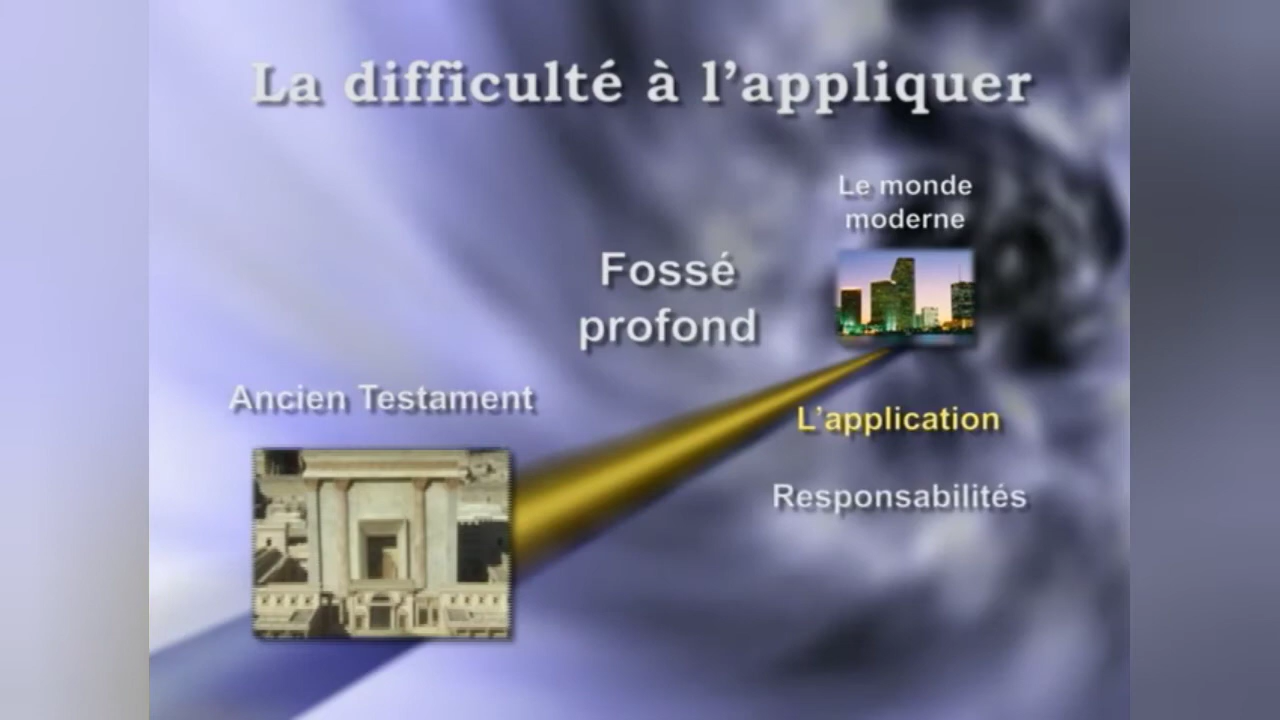 La difficulté à l’appliquer
Le monde
moderne
Fossé
profond
Ancien Testament
L’application
Responsabilités